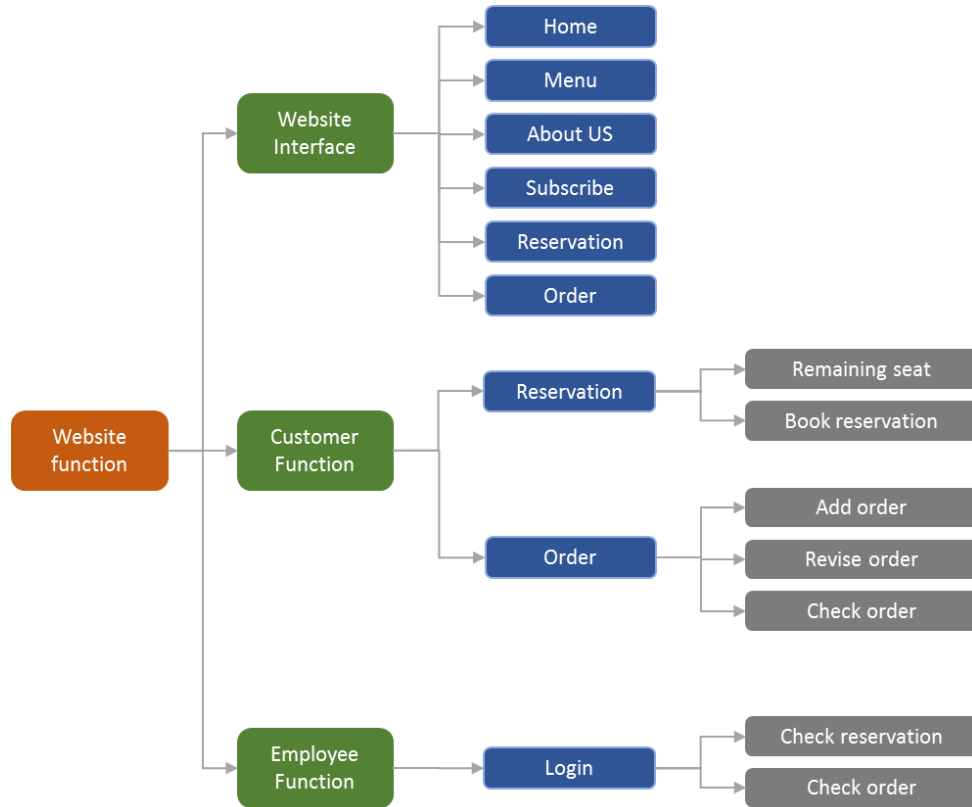 Home
Menu
Website
Interface
About US
Subscribe
Reservation
Order
Remaining seat
Reservation
Book reservation
Website
function
Customer
Function
Add order
Order
Revise order
Check order
Check reservation
Employee
Function
Login
Check order